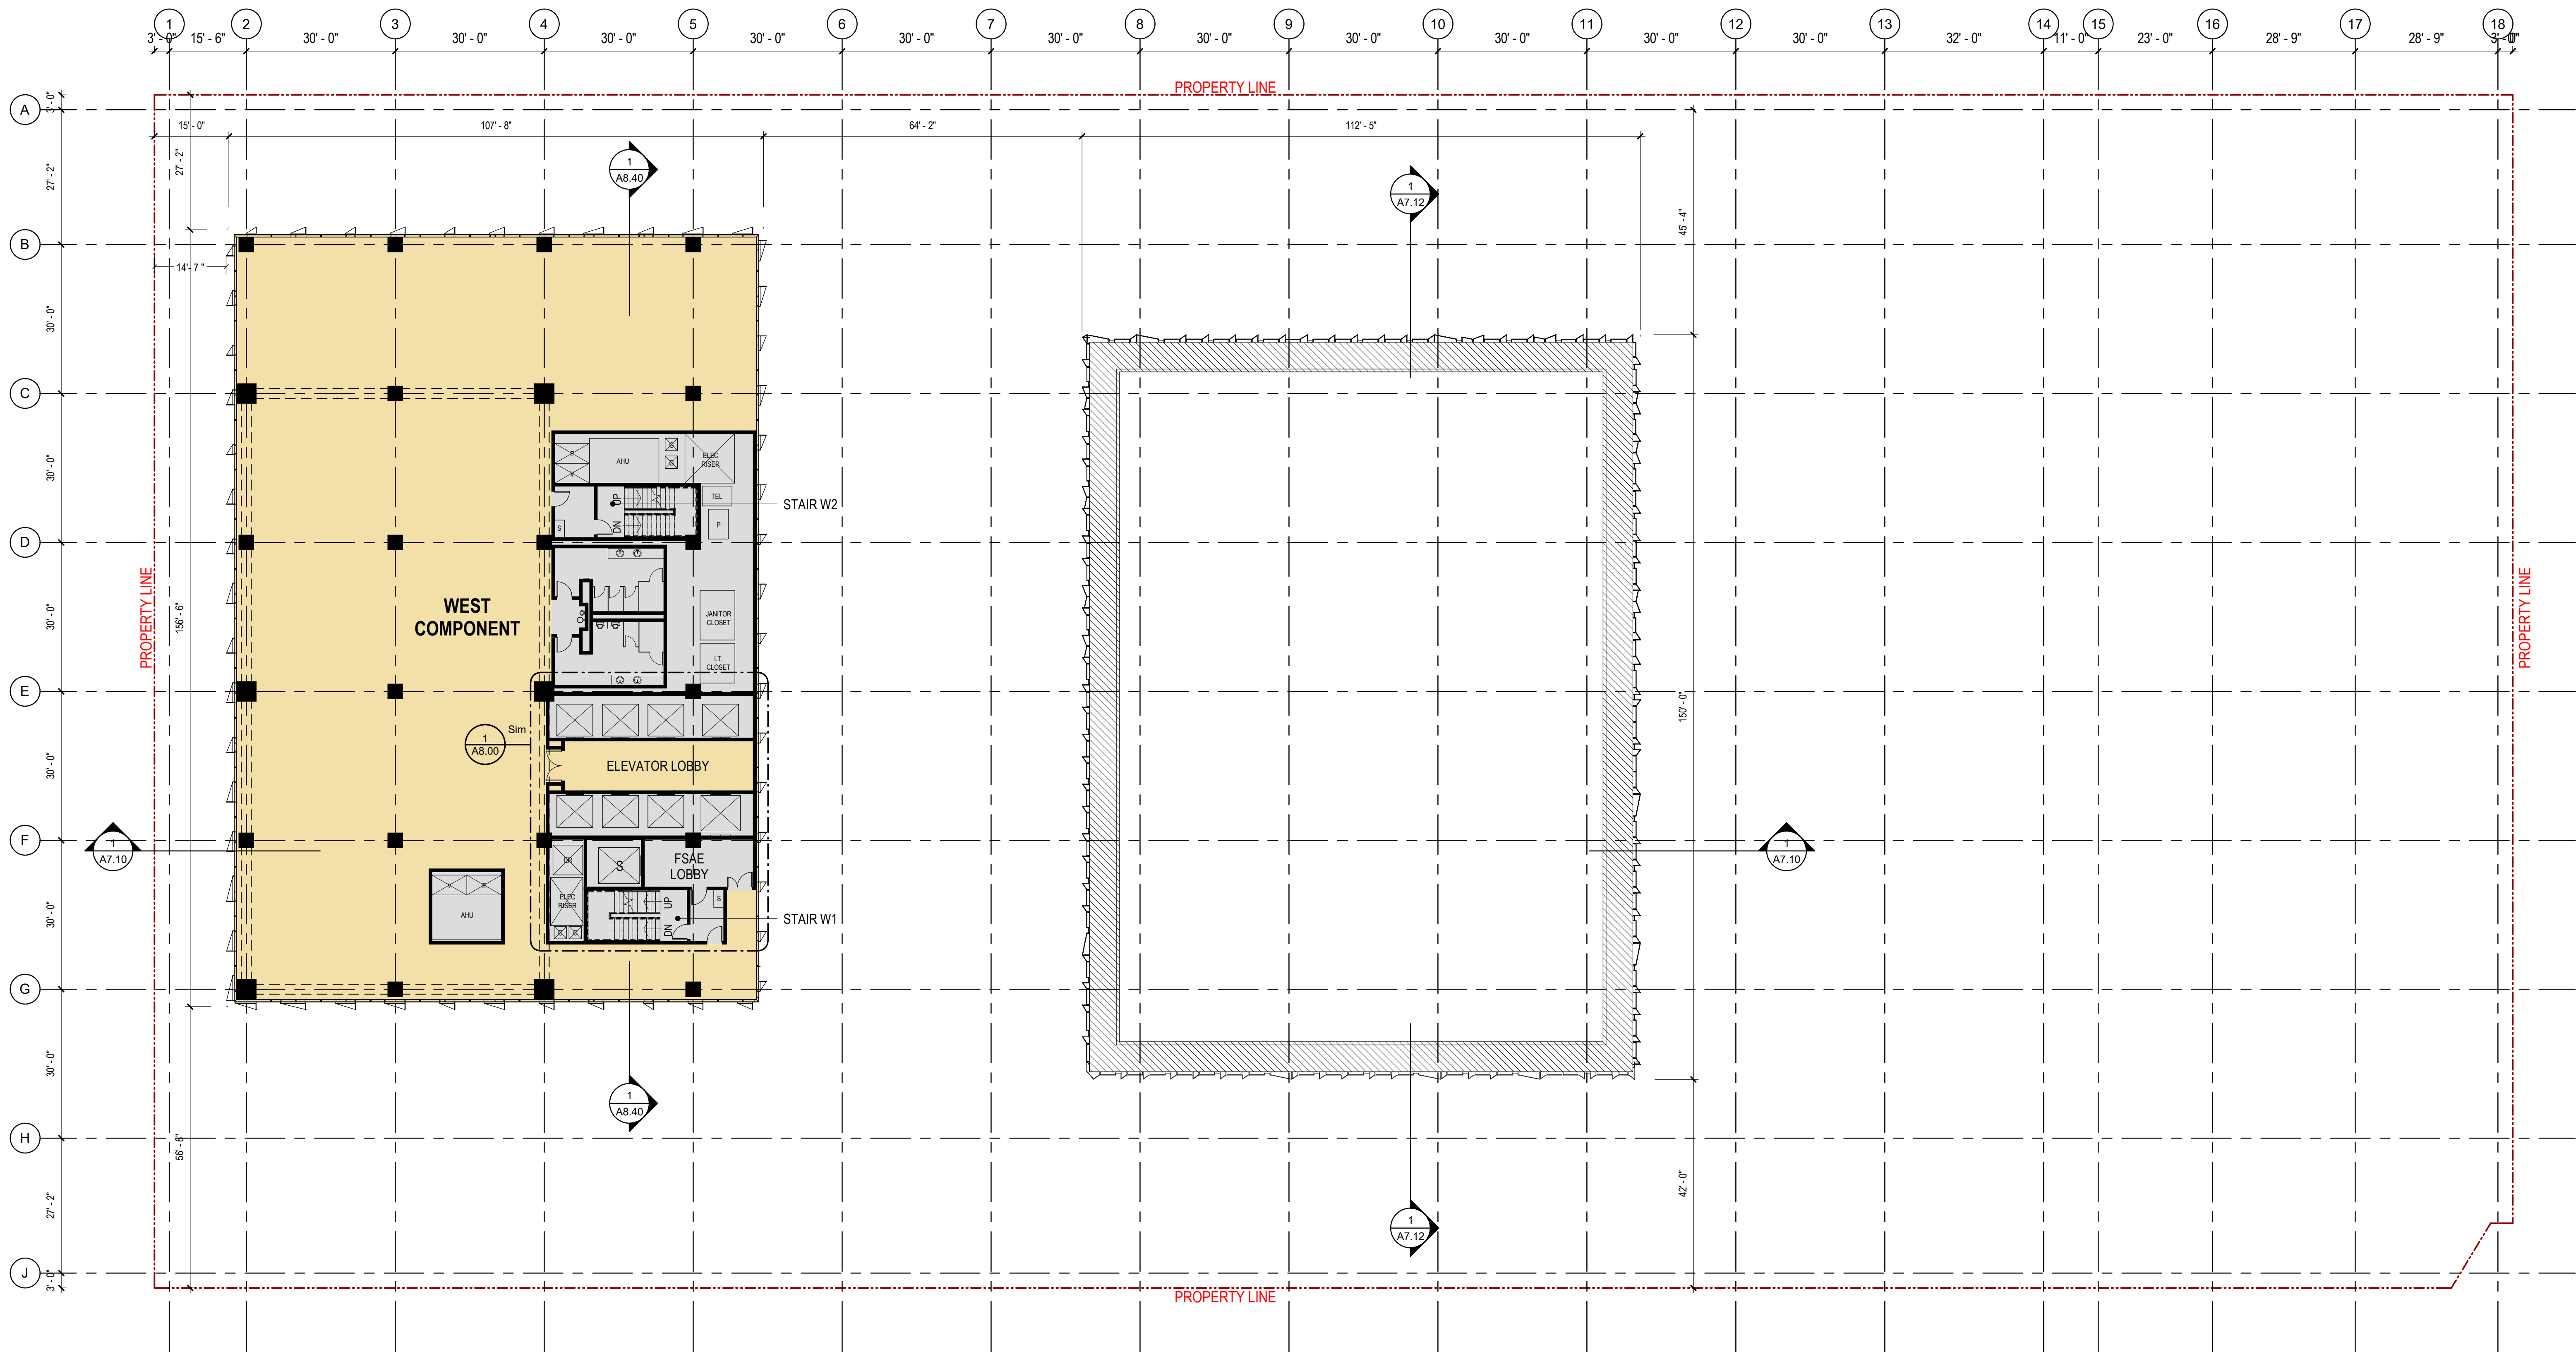 1 2 3 4 5 6 7 8 9 10 11 12 13 14 15 16 17 18
3' - 0" 15' - 6" 30' - 0" 30' - 0" 30' - 0" 30' - 0" 30' - 0" 30' - 0" 30' - 0" 30' - 0" 30' - 0" 30' - 0" 30' - 0" 32' - 0" 11' - 0" 23' - 0" 28' - 9" 28' - 9" 3' - 0"
PROPERTY LINE
A
3' - 0"
15' - 0" 107' - 8" 64' - 2" 112' - 5"
27' - 2"
27' - 2"
1
A8.40
1
A7.12
45' - 4"
B
14' - 7"
30' - 0"
C
30' - 0"
E
V
AHU
G
G
ELEC
RISER
TEL
P
UP
DN
S
STAIR W2
D
PROPERTY LINE
30' - 0"
156' - 6"
WEST
COMPONENT
JANITOR
CLOSET
I.T.
CLOSET
PROPERTY LINE
E
150' - 0"
Sim
1
A8.00
30' - 0"
ELEVATOR LOBBY
F
1
A7.10
1
A7.10
ER
S
FSAE
LOBBY
V E
AHU
ELEC
RISER
G G
UP
DN
S
STAIR W1
30' - 0"
G
30' - 0"
1
A8.40
H
56' - 8"
42' - 0"
27' - 2"
1
A7.12
J
3' - 0"
PROPERTY LINE